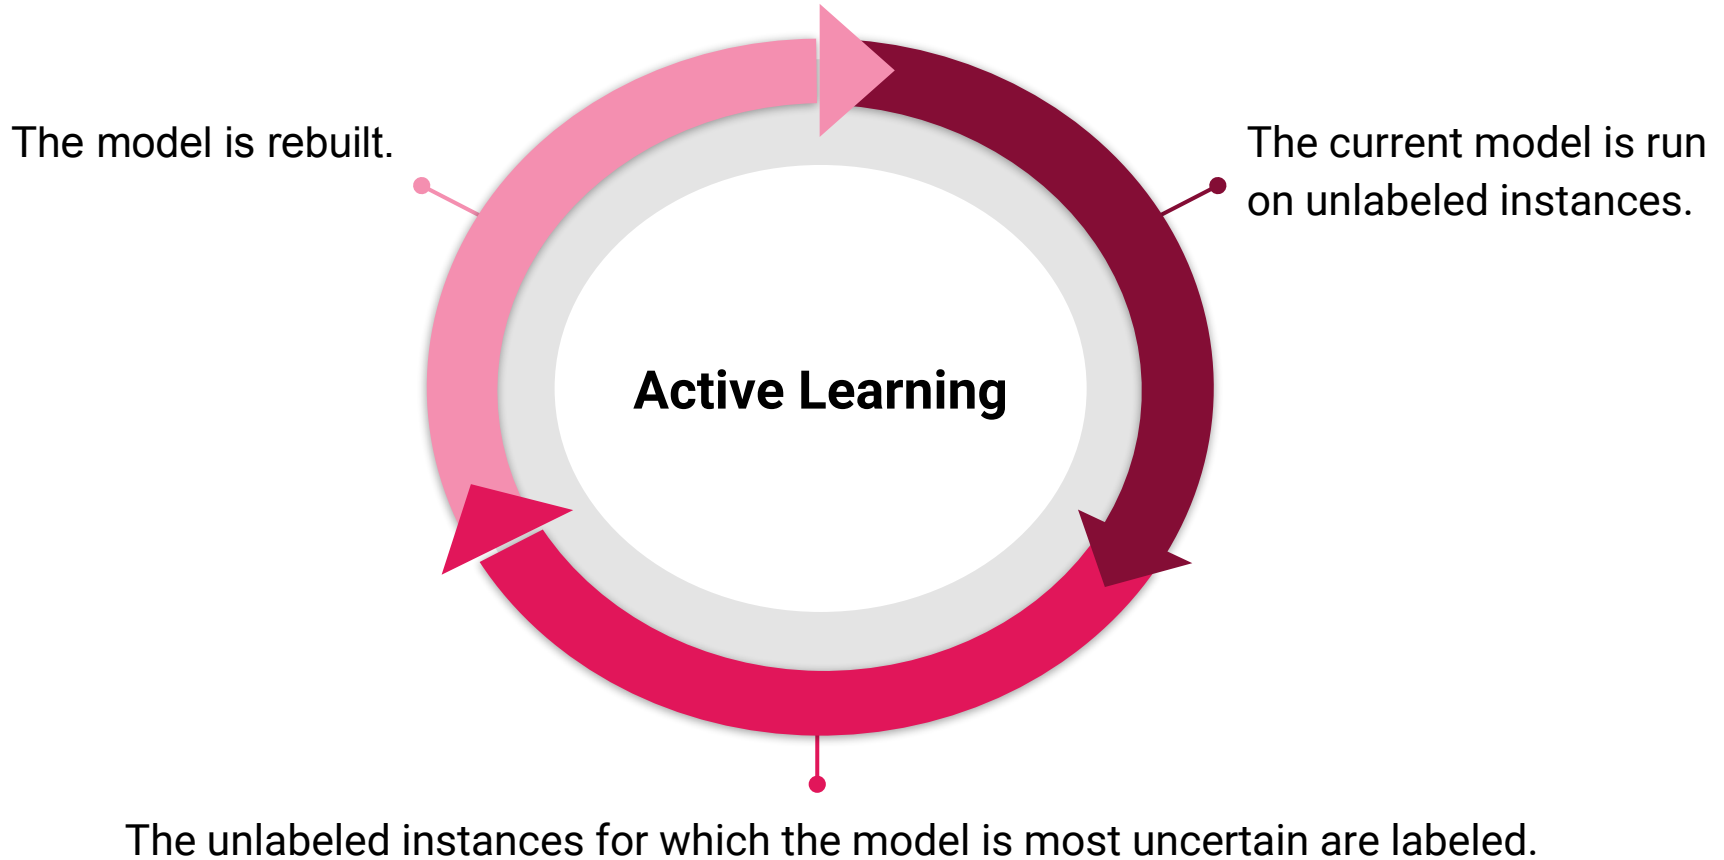 The model is rebuilt.
The current model is run
on unlabeled instances.
Active Learning
The unlabeled instances for which the model is most uncertain are labeled.